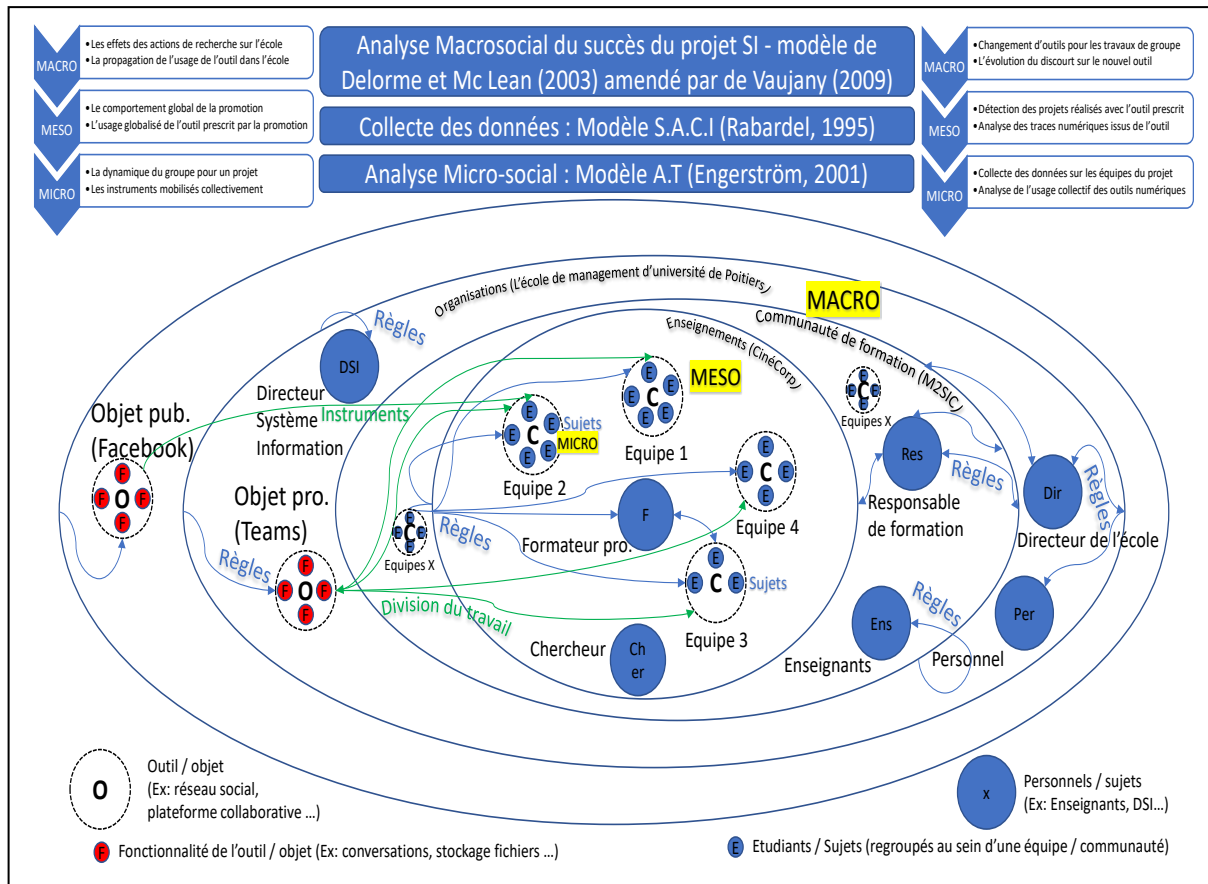 MACRO
• Les effets des actions de recherche sur l'école
• La propagation de l'usage de l'outil dans l'école
MESO
• Le comportement global de la promotion
• L'usage globalisé de l'outil prescrit par la promotion
MICRO
• La dynamique du groupe pour un projet
• Les instruments mobilisés collectivement
Analyse Macrosocial du succès du projet SI - modèle de
Delorme et Mc Lean (2003) amendé par de Vaujany (2009)
Collecte des données : Modèle S.A.C.I (Rabardel, 1995)
Analyse Micro-social : Modèle A.T (Engerström, 2001)
MACRO
• Changement d'outils pour les travaux de groupe
• L'évolution du discourt sur le nouvel outil
MESO
• Détection des projets réalisés avec l'outil prescrit
• Analyse des traces numériques issus de l'outil
MICRO
• Collecte des données sur les équipes du projet
• Analyse de l'usage collectif des outils numériques
Organisations (L'école de management d'université de Poitiers)
MACRO
Communauté de formation (M2SIC)
Enseignements (CinéCorp)
Règles
DSI
Directeur
Système
Information
Instruments
Objet pub.
(Facebook)
F
F
O
F
F
Objet pro.
(Teams)
F
F
O
F
F
Règles
MESO
E
E
E
C
E
E
Equipe 1
E
E
E
C
E
E
Sujets
MICRO
Equipe 2
E
E
C
E
E
Equipe 4
E
E
C
E
E
Equipes X
Règles
F
Formateur pro.
E
E
C
E
Sujets
Equipe 3
Division du travail
Chercheur
Ch
er
E
E
C
E
E
Equipes X
Res
Responsable
de formation
Règles
Dir
Directeur de l'école
Règles
Ens
Enseignants
Règles
Personnel
Per
O
Outil / objet
(Ex: réseau social,
plateforme collaborative ...)
F
Fonctionnalité de l'outil / objet (Ex: conversations, stockage fichiers ...)
x
Personnels / sujets
(Ex: Enseignants, DSI...)
E
Etudiants / Sujets (regroupés au sein d'une équipe / communauté)